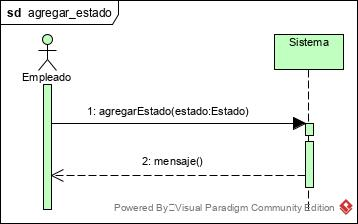 sd agregar_estado
Empleado
Sistema
1: agregarEstado(estado:Estado)
2: mensaje()
Powered By Visual Paradigm Community Edition